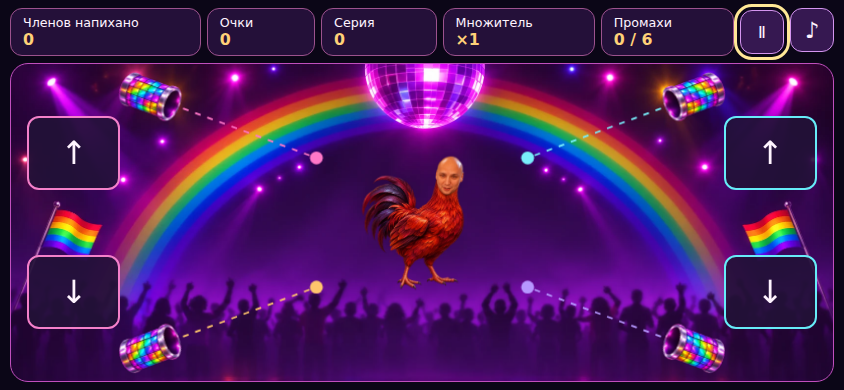 Членов напихано
0
Очки
0
Серия
0
Множитель
×1
Промахи
0 / 6
⏸
♪
↑
↑
↓
↓